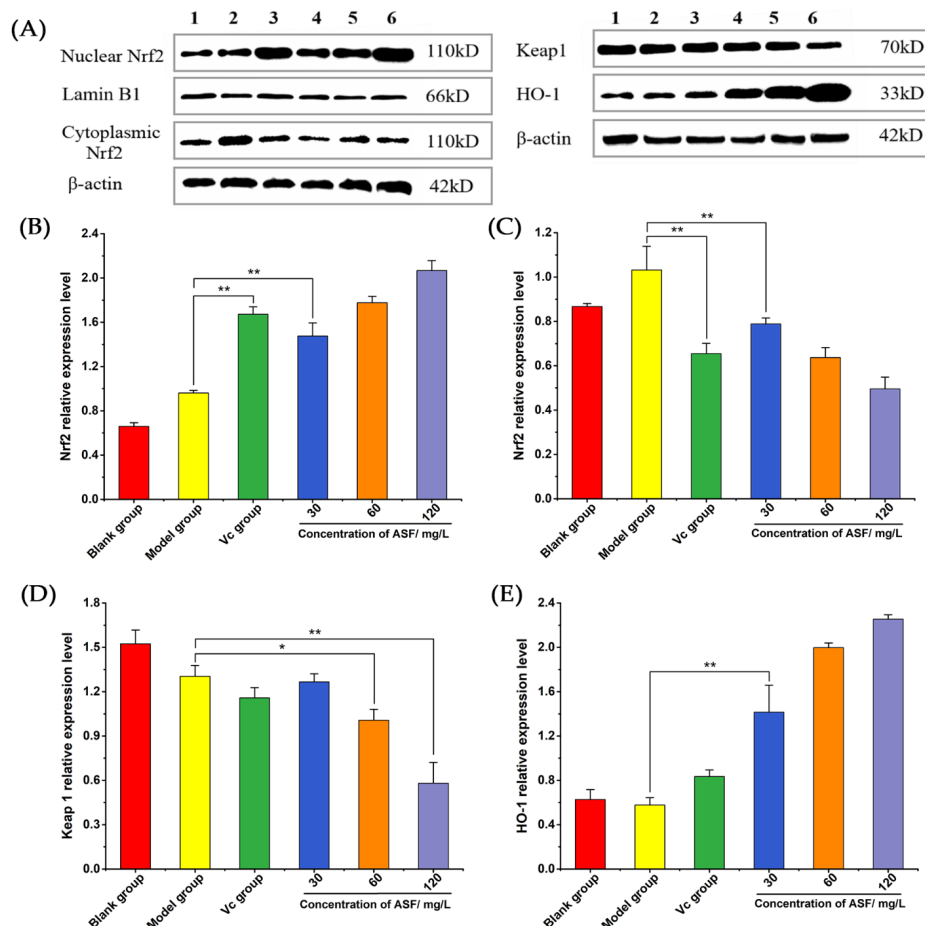 (A)
1 2 3 4 5 6
Nuclear Nrf2 110kD
Lamin B1 66kD
Cytoplasmic
Nrf2 110kD
β-actin 42kD
1 2 3 4 5 6
Keap1 70kD
HO-1 33kD
β-actin 42kD
(B)
Nrf2 relative expression level
2.4
2.0
1.6
1.2
0.8
0.4
0.0
**
**
Blank group
Model group
Vc group
30
60
120
Concentration of ASF/ mg/L
(C)
Nrf2 relative expression level
1.2
1.0
0.8
0.6
0.4
0.2
0.0
**
**
Blank group
Model group
Vc group
30
60
120
Concentration of ASF/ mg/L
(D)
Keap 1 relative expression level
1.8
1.5
1.2
0.9
0.6
0.3
0.0
**
*
Blank group
Model group
Vc group
30
60
120
Concentration of ASF/ mg/L
(E)
HO-1 relative expression level
2.4
2.0
1.6
1.2
0.8
0.4
0.0
**
Blank group
Model group
Vc group
30
60
120
Concentration of ASF/ mg/L